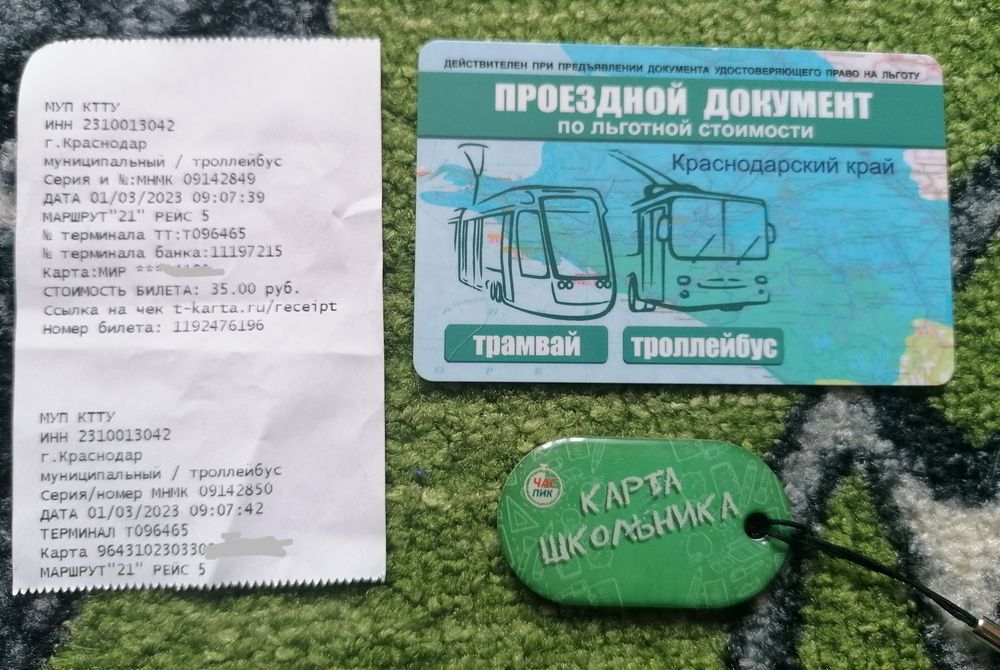 МУП КТТУ
ИНН 2310013042
г.Краснодар
муниципальный / троллейбус
Серия и №:МНМК 09142849
ДАТА 01/03/2023 09:07:39
МАРШРУТ"21" РЕЙС 5
№ терминала ТТ:Т096465
№ терминала банка:11197215
Карта:МИР ***
СТОИМОСТЬ БИЛЕТА: 35.00 руб.
Ссылка на чек t-karta.ru/receipt
Номер билета: 1192476196
МУП КТТУ
ИНН 2310013042
г.Краснодар
муниципальный / троллейбус
Серия/номер МНМК 09142850
ДАТА 01/03/2023 09:07:42
ТЕРМИНАЛ Т096465
Карта 964310230330
МАРШРУТ"21" РЕЙС 5
ДЕЙСТВИТЕЛЕН ПРИ ПРЕДЪЯВЛЕНИИ ДОКУМЕНТА УДОСТОВЕРЯЮЩЕГО ПРАВО НА ЛЬГОТУ
ПРОЕЗДНОЙ ДОКУМЕНТ
ПО ЛЬГОТНОЙ СТОИМОСТИ
Краснодарский край
трамвай
троллейбус
ЧАС
ПИК
КАРТА
ШКОЛЬНИКА